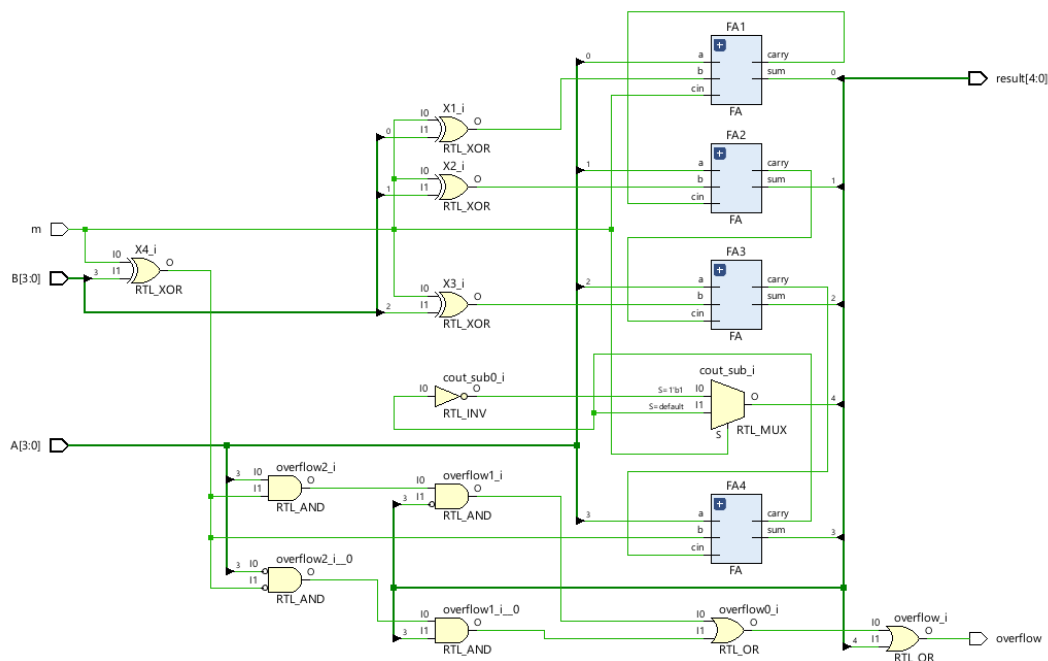 FA1
0
a
carry
b
sum
0
cin
FA
result[4:0]
X1_i
I0
O
0
I1
RTL_XOR
FA2
1
a
carry
b
sum
1
cin
FA
X2_i
I0
O
1
I1
RTL_XOR
m
X4_i
I0
O
B[3:0]
3
I1
RTL_XOR
FA3
2
a
carry
b
sum
2
cin
FA
X3_i
I0
O
2
I1
RTL_XOR
cout_sub0_i
I0
O
RTL_INV
cout_sub_i
S=1'b1
I0
O
S=default
I1
4
S
RTL_MUX
A[3:0]
FA4
3
a
carry
b
sum
3
cin
FA
overflow2_i
3
I0
O
I1
RTL_AND
overflow1_i
I0
O
3
I1
RTL_AND
overflow2_i__0
3
I0
O
I1
RTL_AND
overflow1_i__0
I0
O
3
I1
RTL_AND
overflow0_i
I0
O
I1
RTL_OR
overflow_i
I0
O
4
I1
RTL_OR
overflow